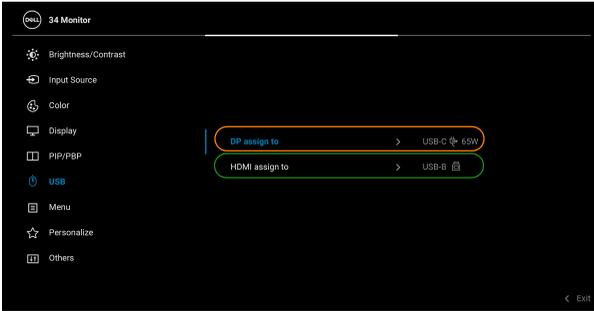 DELL 34 Monitor
Brightness/Contrast
Input Source
Color
Display
DP assign to > USB-C 65W
PIP/PBP
HDMI assign to > USB-B
USB
Menu
Personalize
Others
< Exit